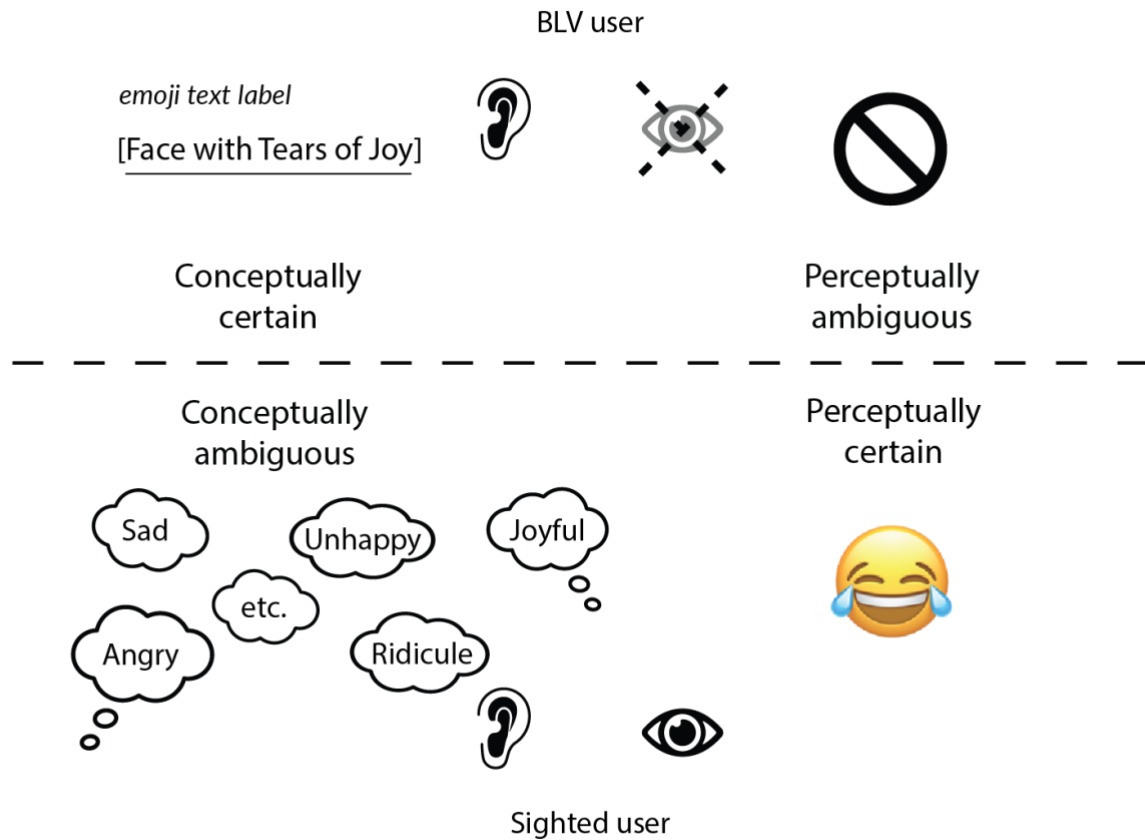 BLV user
emoji text label
[Face with Tears of Joy]
Conceptually
certain
Perceptually
ambiguous
Conceptually
ambiguous
Perceptually
certain
Sad
Unhappy
Joyful
etc.
Angry
Ridicule
Sighted user